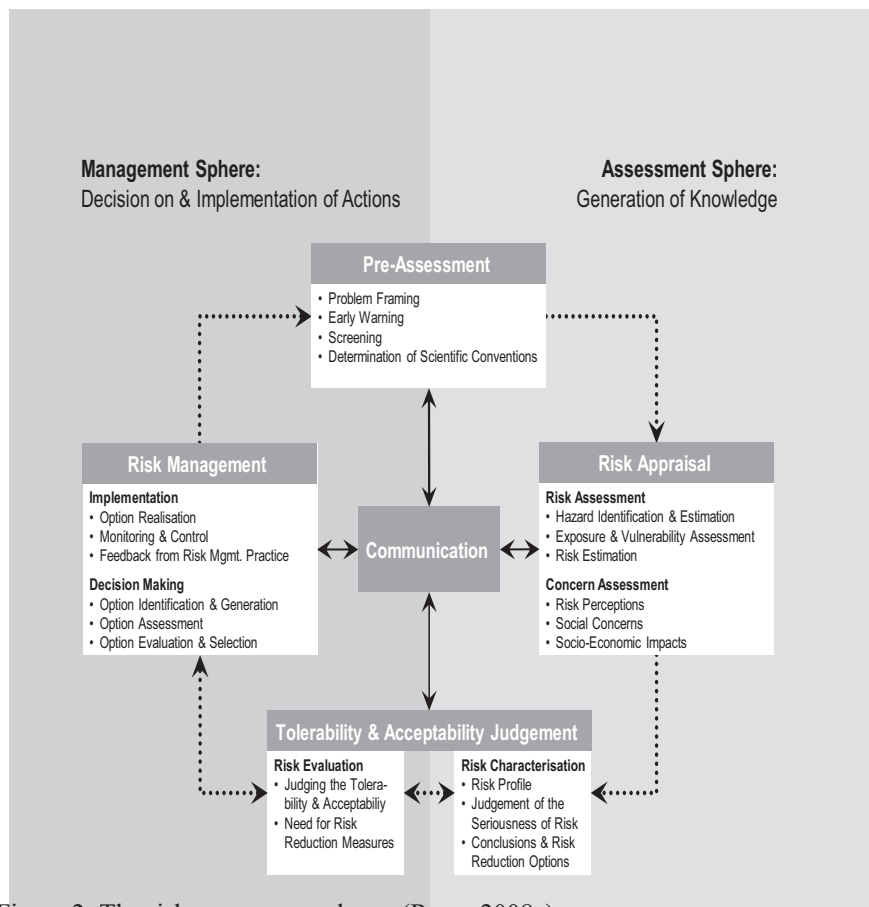 Management Sphere:
Decision on & Implementation of Actions
Assessment Sphere:
Generation of Knowledge
Pre-Assessment
• Problem Framing
• Early Warning
• Screening
• Determination of Scientific Conventions
Risk Management
Implementation
• Option Realisation
• Monitoring & Control
• Feedback from Risk Mgmt. Practice
Decision Making
• Option Identification & Generation
• Option Assessment
• Option Evaluation & Selection
Communication
Risk Appraisal
Risk Assessment
• Hazard Identification & Estimation
• Exposure & Vulnerability Assessment
• Risk Estimation
Concern Assessment
• Risk Perceptions
• Social Concerns
• Socio-Economic Impacts
Tolerability & Acceptability Judgement
Risk Evaluation
• Judging the Tolera-
bility & Acceptabiliy
• Need for Risk
Reduction Measures
Risk Characterisation
• Risk Profile
• Judgement of the
Seriousness of Risk
• Conclusions & Risk
Reduction Options